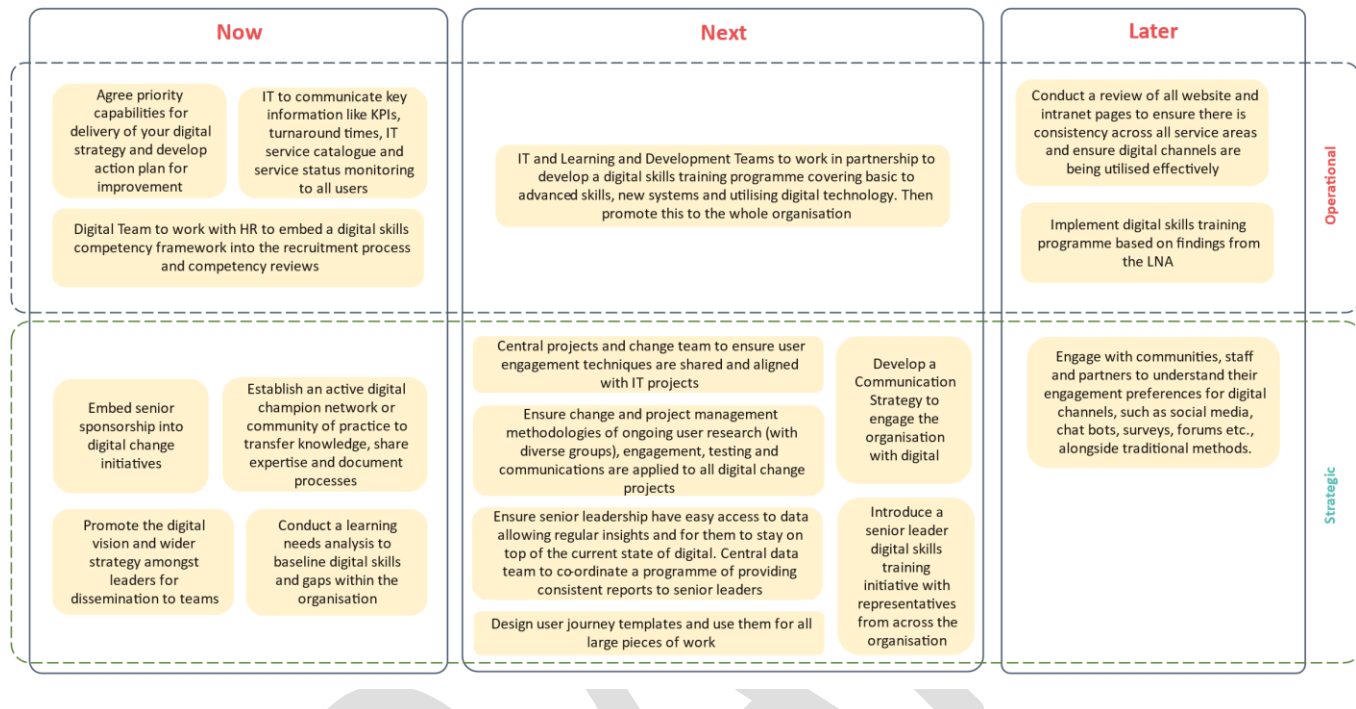 Now
Next
Later
Agree priority
capabilities for
delivery of your digital
strategy and develop
action plan for
improvement
IT to communicate key
information like KPIs,
turnaround times, IT
service catalogue and
service status monitoring
to all users
Digital Team to work with HR to embed a digital skills
competency framework into the recruitment process
and competency reviews
IT and Learning and Development Teams to work in partnership to
develop a digital skills training programme covering basic to
advanced skills, new systems and utilising digital technology. Then
promote this to the whole organisation
Conduct a review of all website and
intranet pages to ensure there is
consistency across all service areas
and ensure digital channels are
being utilised effectively
Implement digital skills training
programme based on findings from
the LNA
Operational
Embed senior
sponsorship into
digital change
initiatives
Establish an active digital
champion network or
community of practice to
transfer knowledge, share
expertise and document
processes
Promote the digital
vision and wider
strategy amongst
leaders for
dissemination to teams
Conduct a learning
needs analysis to
baseline digital skills
and gaps within the
organisation
Central projects and change team to ensure user
engagement techniques are shared and aligned
with IT projects
Ensure change and project management
methodologies of ongoing user research (with
diverse groups), engagement, testing and
communications are applied to all digital change
projects
Ensure senior leadership have easy access to data
allowing regular insights and for them to stay on
top of the current state of digital. Central data
team to co-ordinate a programme of providing
consistent reports to senior leaders
Design user journey templates and use them for all
large pieces of work
Develop a
Communication
Strategy to
engage the
organisation
with digital
Introduce a
senior leader
digital skills
training
initiative with
representatives
from across the
organisation
Engage with communities, staff
and partners to understand their
engagement preferences for digital
channels, such as social media,
chat bots, surveys, forums etc.,
alongside traditional methods.
Strategic